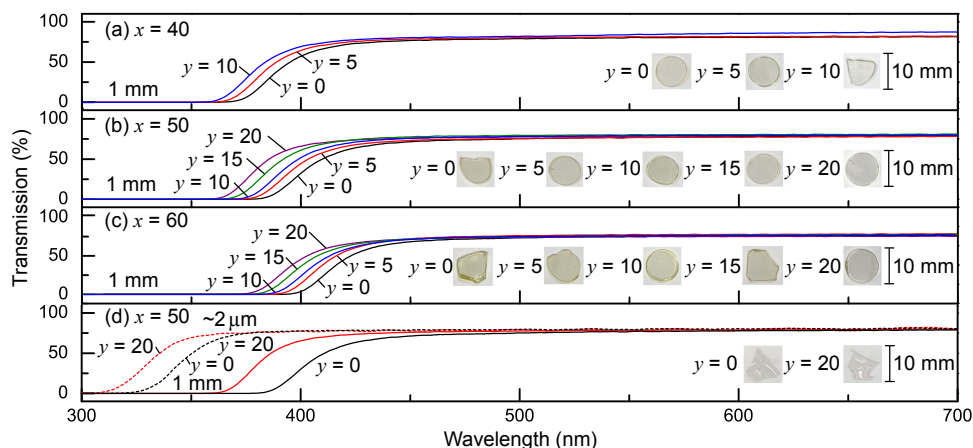 100
(a) x = 40
50
y = 10
y = 5
y = 0
1 mm
0
y = 0
y = 5
y = 10
10 mm
100
(b) x = 50
50
y = 20
y = 15
y = 10
y = 5
y = 0
1 mm
0
y = 0
y = 5
y = 10
y = 15
y = 20
10 mm
100
(c) x = 60
50
y = 20
y = 15
y = 10
y = 5
y = 0
1 mm
0
y = 0
y = 5
y = 10
y = 15
y = 20
10 mm
100
(d) x = 50
~2 μm
50
y = 20
y = 0
y = 20
y = 0
1 mm
0
y = 0
y = 20
10 mm
300
400
500
600
700
Wavelength (nm)
Transmission (%)